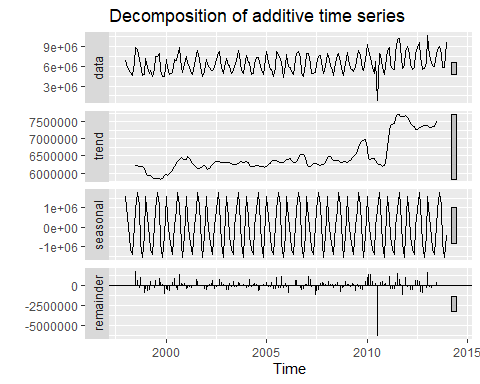 Decomposition of additive time series
data
9e+06
6e+06
3e+06
trend
7500000
7000000
6500000
6000000
seasonal
1e+06
0e+00
-1e+06
remainder
0
-2500000
-5000000
2000
2005
2010
2015
Time